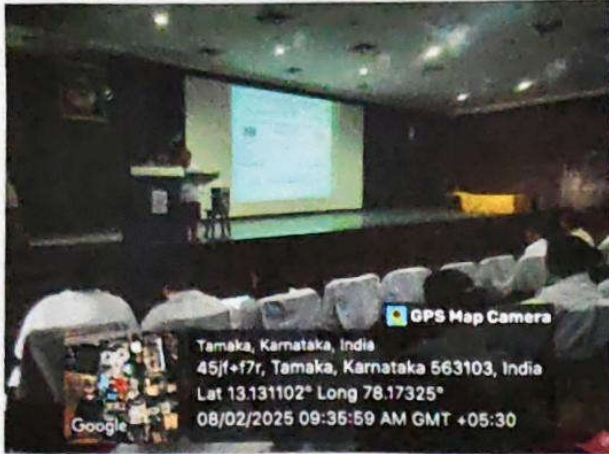 GPS Map Camera
Tamaka, Karnataka, India
45jf+f7r, Tamaka, Karnataka 563103, India
Lat 13.131102° Long 78.17325°
08/02/2025 09:35:59 AM GMT +05:30
Google